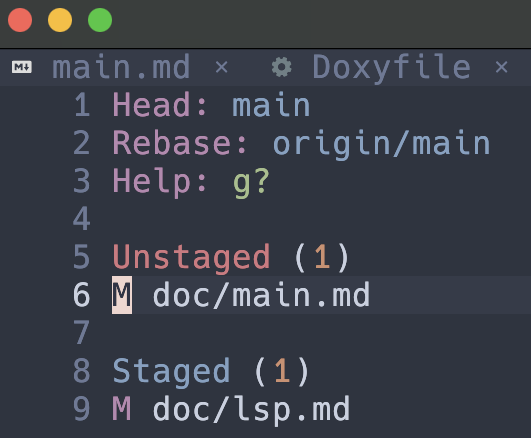 main.md × Doxyfile ×
1 Head: main
2 Rebase: origin/main
3 Help: g?
4
5 Unstaged (1)
6 M doc/main.md
7
8 Staged (1)
9 M doc/lsp.md